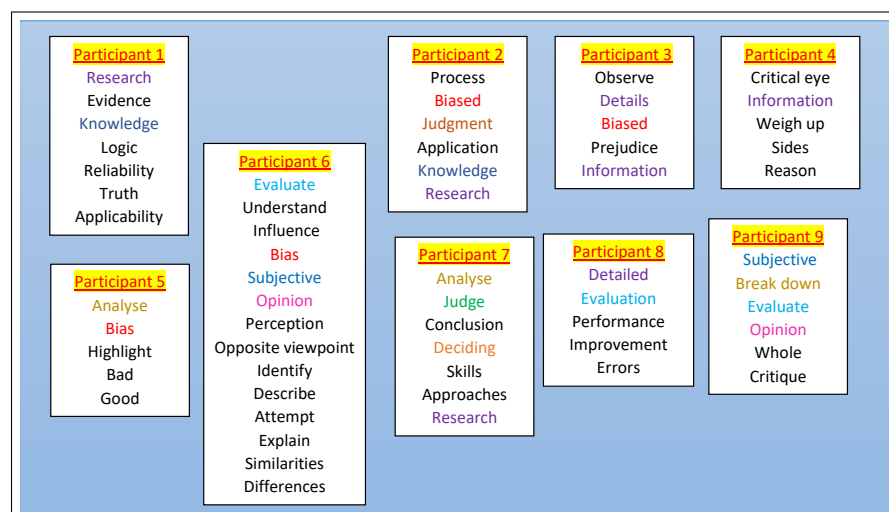 Participant 1
Research
Evidence
Knowledge
Logic
Reliability
Truth
Applicability
Participant 2
Process
Biased
Judgment
Application
Knowledge
Research
Participant 3
Observe
Details
Biased
Prejudice
Information
Participant 4
Critical eye
Information
Weigh up
Sides
Reason
Participant 5
Analyse
Bias
Highlight
Bad
Good
Participant 6
Evaluate
Understand
Influence
Bias
Subjective
Opinion
Perception
Opposite viewpoint
Identify
Describe
Attempt
Explain
Similarities
Differences
Participant 7
Analyse
Judge
Conclusion
Deciding
Skills
Approaches
Research
Participant 8
Detailed
Evaluation
Performance
Improvement
Errors
Participant 9
Subjective
Break down
Evaluate
Opinion
Whole
Critique